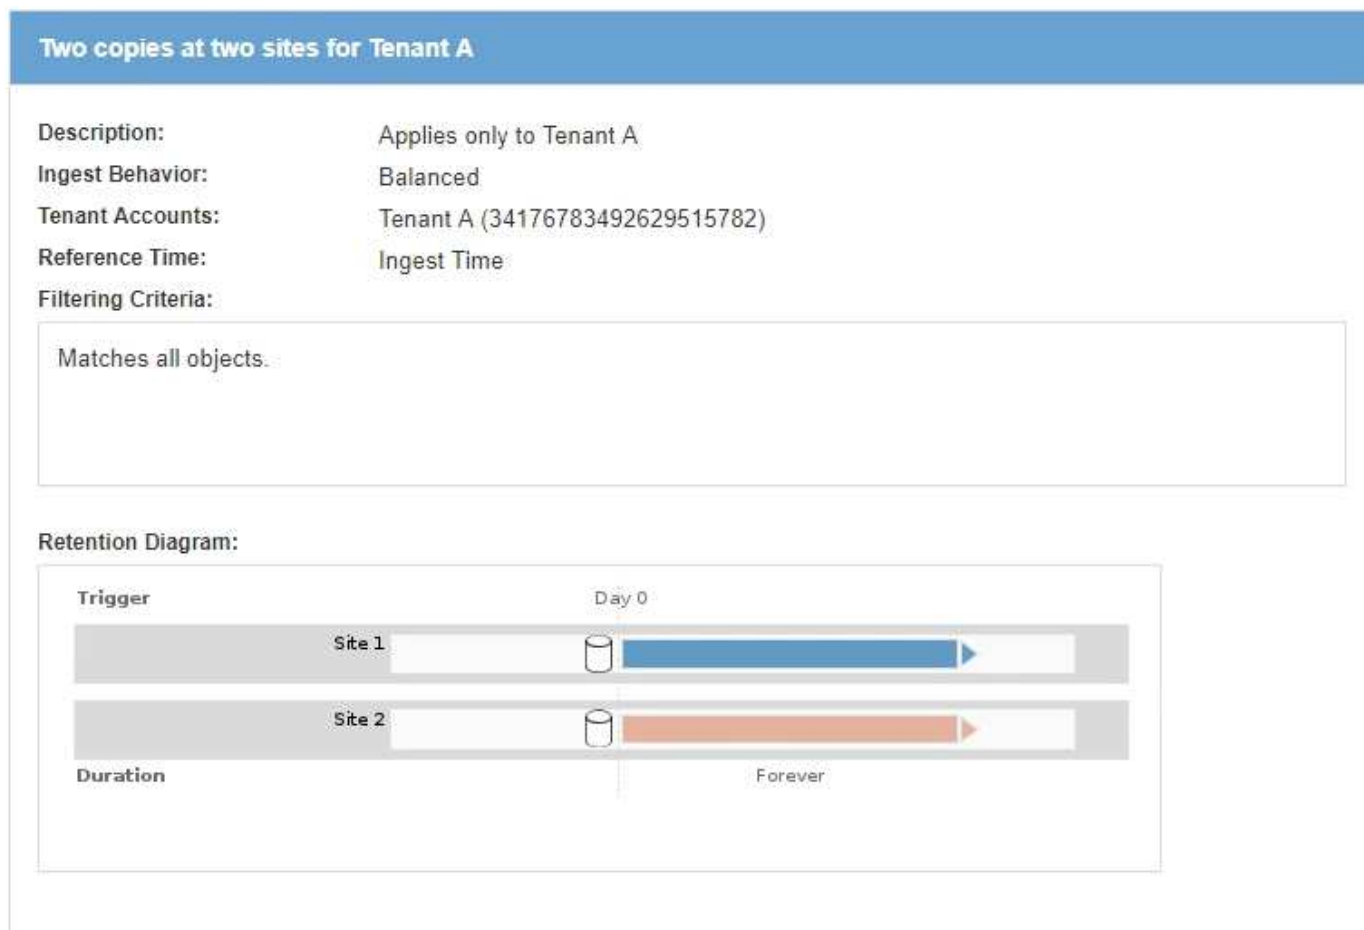 Two copies at two sites for Tenant A
Description: Applies only to Tenant A
Ingest Behavior: Balanced
Tenant Accounts: Tenant A (34176783492629515782)
Reference Time: Ingest Time
Filtering Criteria:
Matches all objects.
Retention Diagram:
Trigger Day 0
Site 1
Site 2
Duration Forever